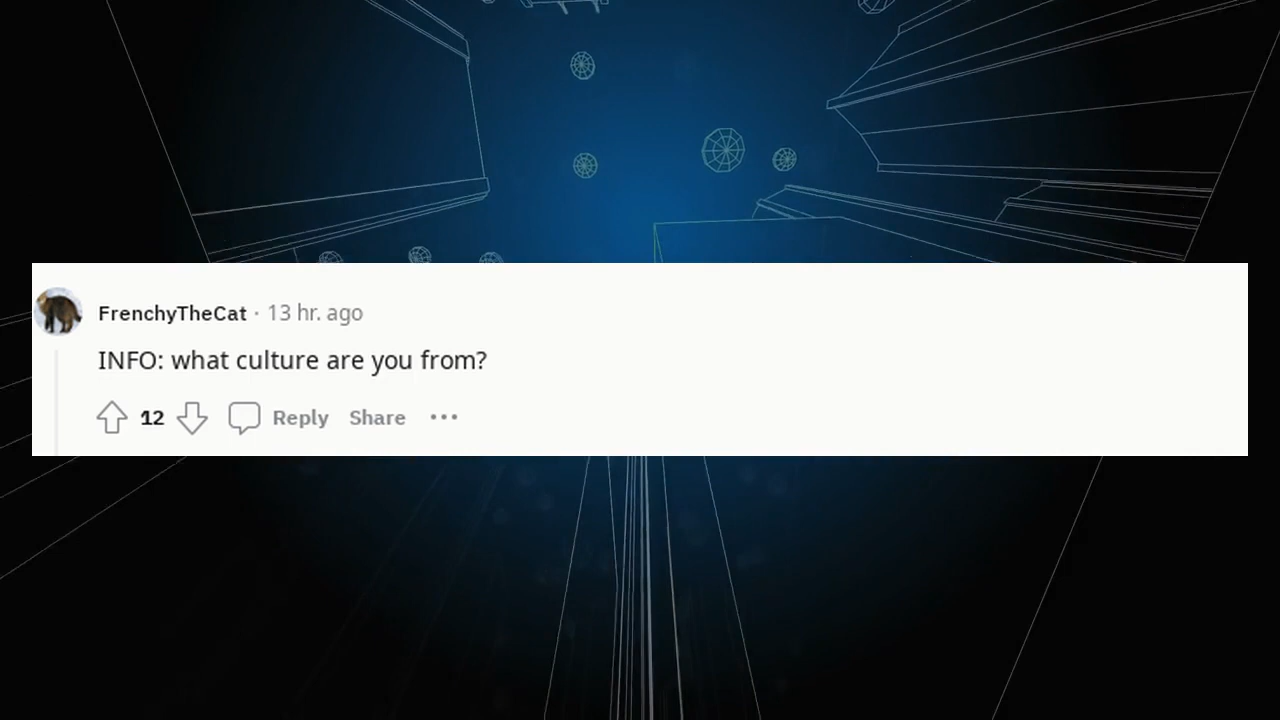 FrenchyTheCat · 13 hr. ago
INFO: what culture are you from?
12 Reply Share ···